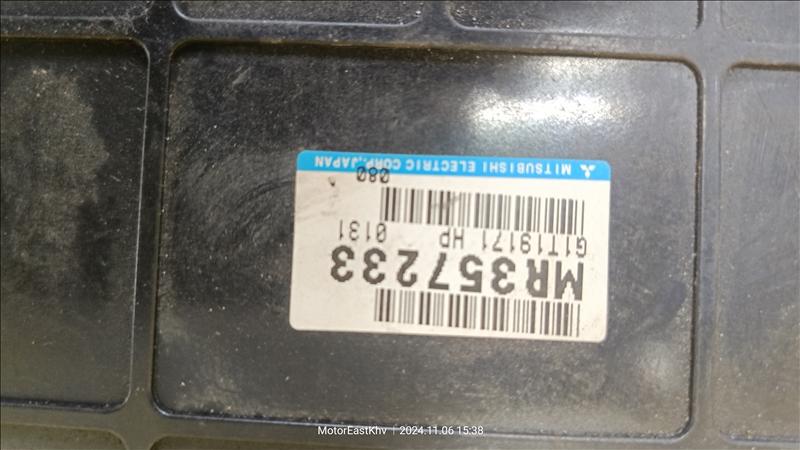 MR357233
G1T19171 HP 0131
080
MITSUBISHI ELECTRIC CORP.JAPAN
MotorEastKhv | 2024.11.06 15:38